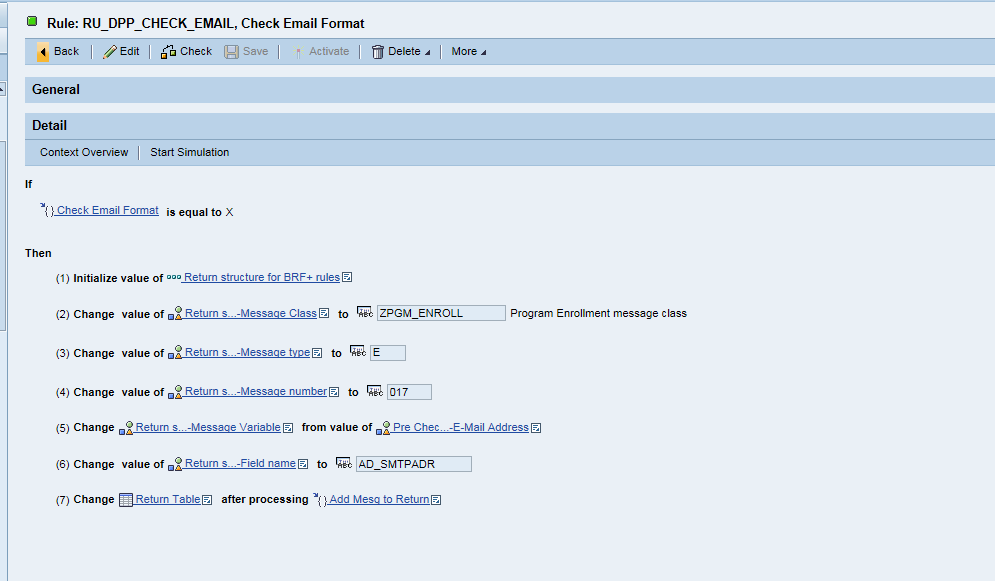 Rule: RU_DPP_CHECK_EMAIL, Check Email Format
Back Edit Check Save Activate Delete More
General
Detail
Context Overview Start Simulation
If
Check Email Format is equal to X
Then
(1) Initialize value of Return structure for BRF+ rules
(2) Change value of Return s...-Message Class to ZPGM_ENROLL Program Enrollment message class
(3) Change value of Return s...-Message type to E
(4) Change value of Return s...-Message number to 017
(5) Change Return s...-Message Variable from value of Pre Chec...-E-Mail Address
(6) Change value of Return s...-Field name to AD_SMTPADR
(7) Change Return Table after processing Add Mesg to Return